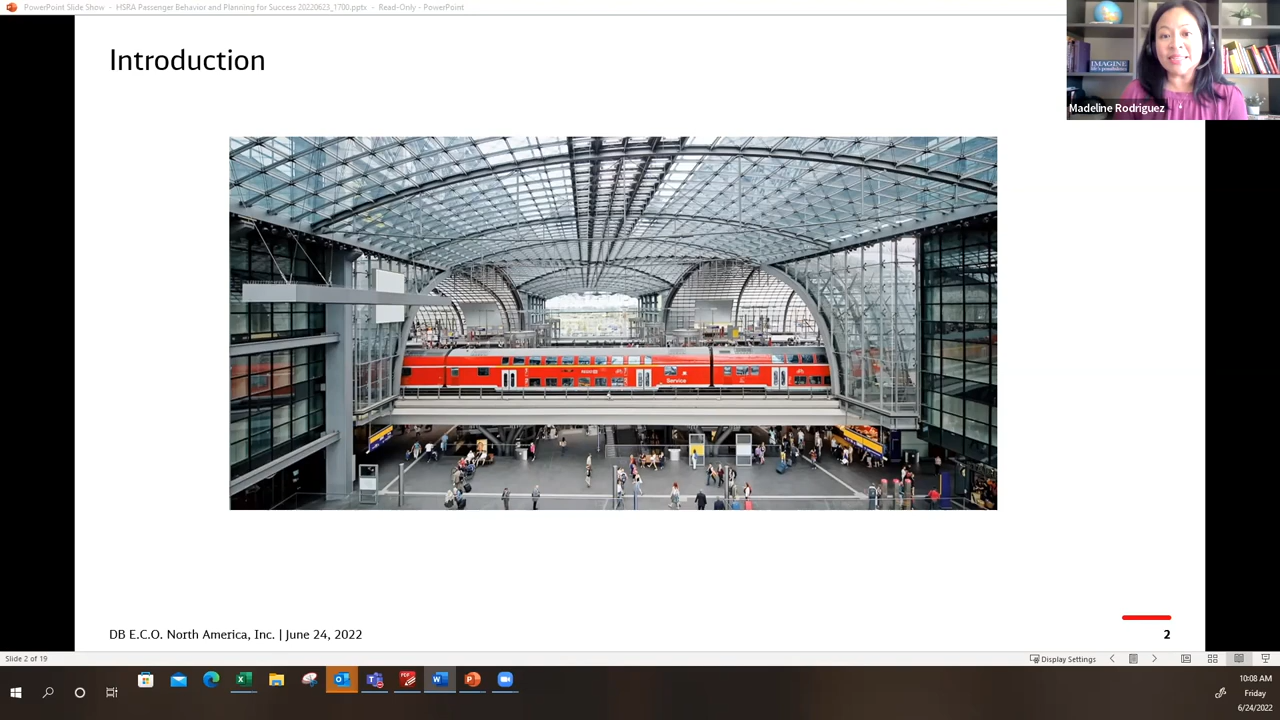 PowerPoint Slide Show - HSRA Passenger Behavior and Planning for Success 20220623_1700.pptx - Read-Only - PowerPoint
Introduction
IMAGINE
Madeline Rodriguez
Service
DB E.C.O. North America, Inc. | June 24, 2022
2
Slide 2 of 19
Display Settings
10:08 AM
Friday
6/24/2022